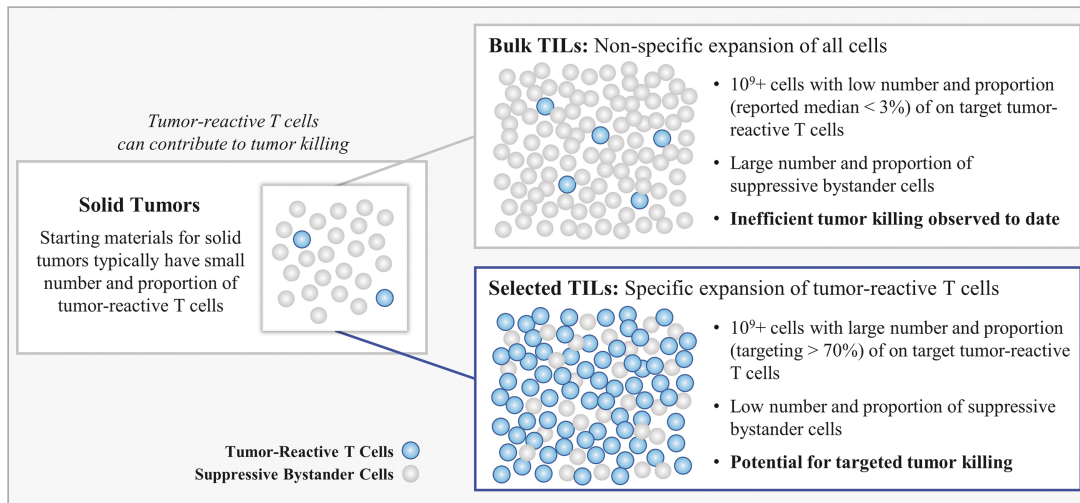 Tumor-reactive T cells
can contribute to tumor killing
Solid Tumors
Starting materials for solid
tumors typically have small
number and proportion of
tumor-reactive T cells
Bulk TILs: Non-specific expansion of all cells
• 10⁹+ cells with low number and proportion
(reported median < 3%) of on target tumor-
reactive T cells
• Large number and proportion of
suppressive bystander cells
• Inefficient tumor killing observed to date
Selected TILs: Specific expansion of tumor-reactive T cells
• 10⁹+ cells with large number and proportion
(targeting > 70%) of on target tumor-reactive
T cells
• Low number and proportion of suppressive
bystander cells
• Potential for targeted tumor killing
Tumor-Reactive T Cells
Suppressive Bystander Cells